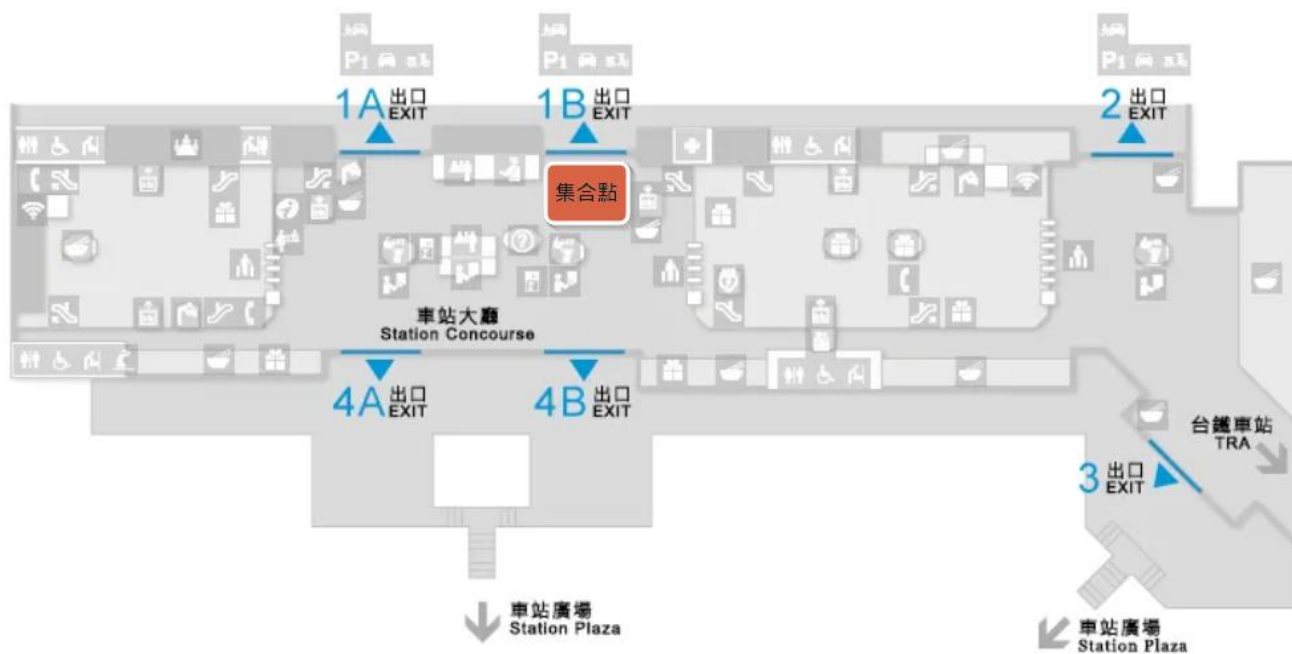 P1
P1
P1
1A 出口 EXIT
1B 出口 EXIT
2 出口 EXIT
集合點
車站大廳
Station Concourse
4A 出口 EXIT
4B 出口 EXIT
台鐵車站
TRA
3 出口 EXIT
車站廣場
Station Plaza
車站廣場
Station Plaza